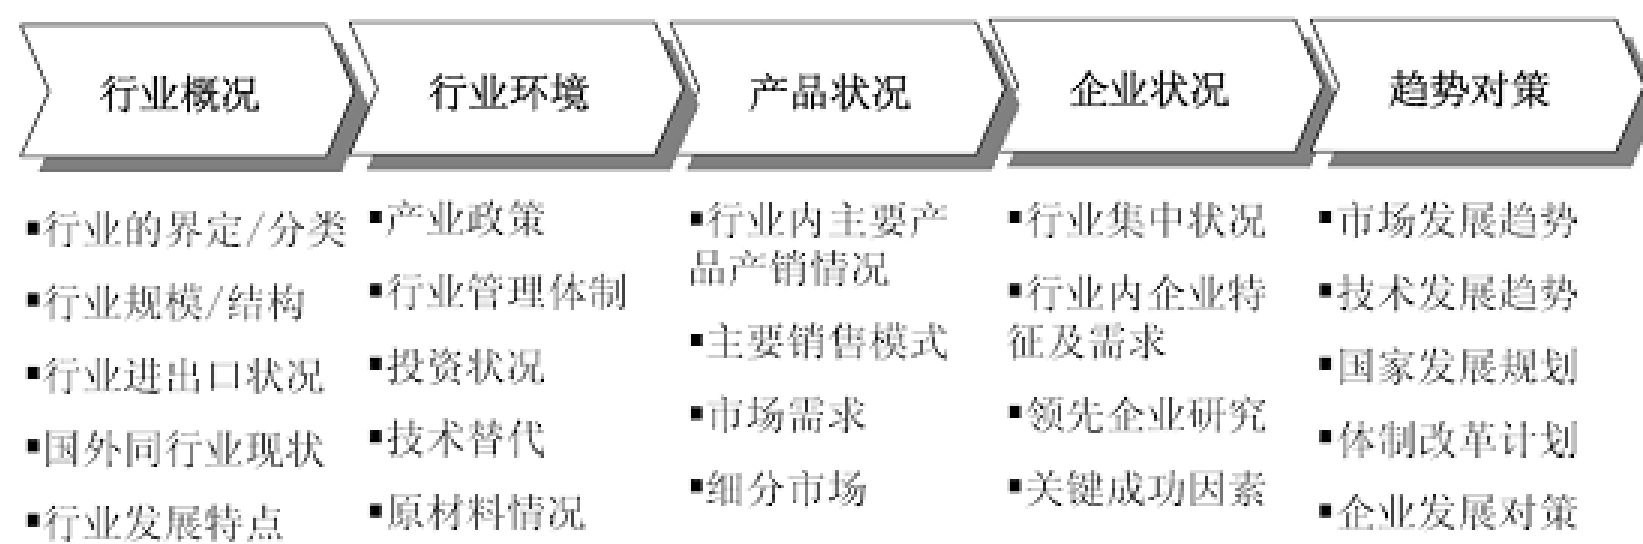 行业概况
行业环境
产品状况
企业状况
趋势对策
▪行业的界定/分类
▪行业规模/结构
▪行业进出口状况
▪国外同行业现状
▪行业发展特点
▪产业政策
▪行业管理体制
▪投资状况
▪技术替代
▪原材料情况
▪行业内主要产
品产销情况
▪主要销售模式
▪市场需求
▪细分市场
▪行业集中状况
▪行业内企业特
征及需求
▪领先企业研究
▪关键成功因素
▪市场发展趋势
▪技术发展趋势
▪国家发展规划
▪体制改革计划
▪企业发展对策